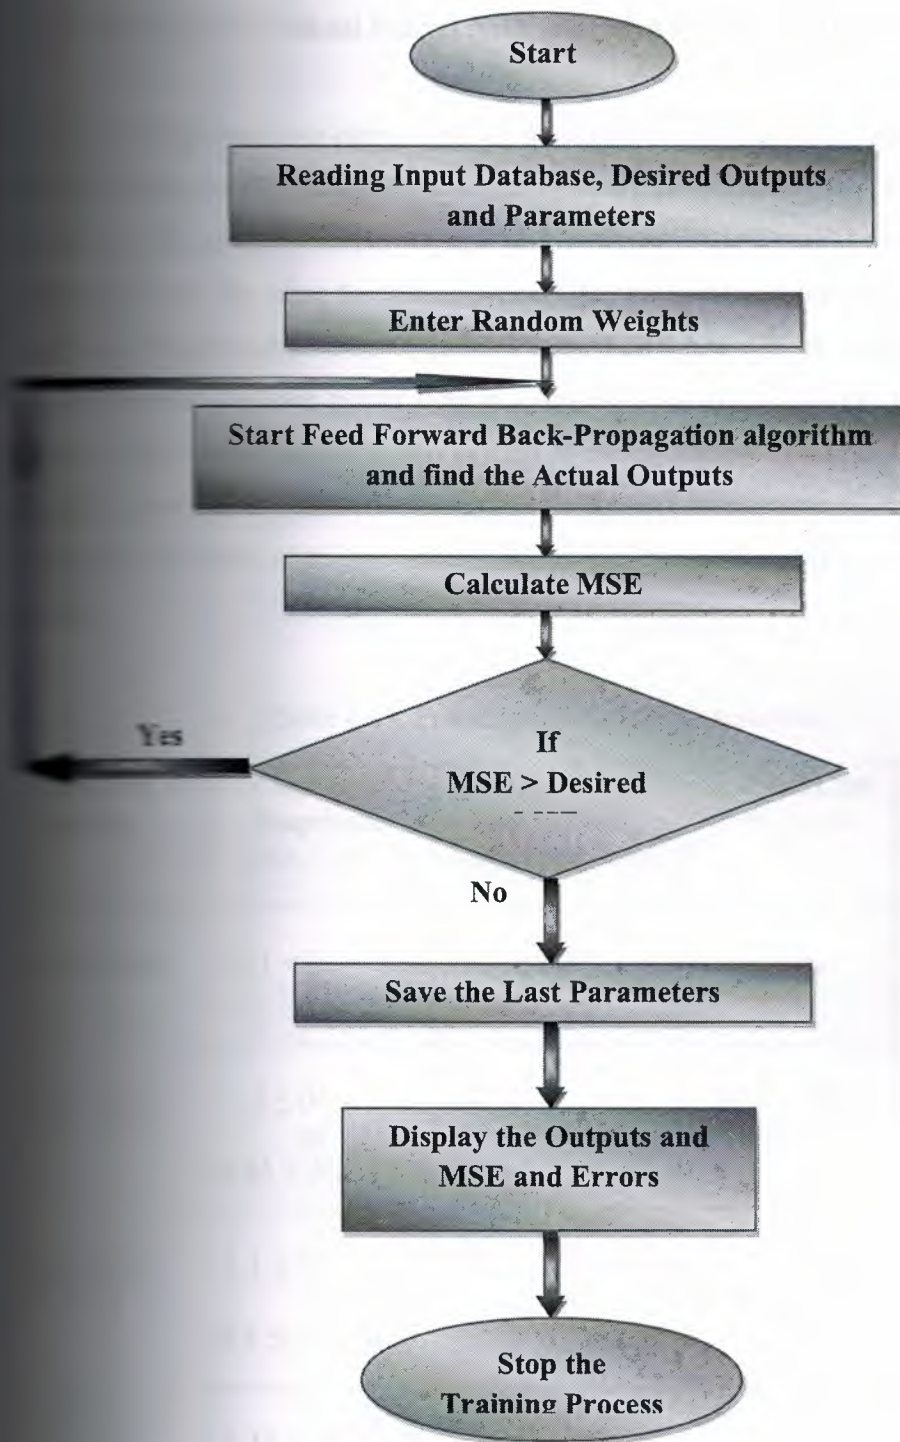 Start
Reading Input Database, Desired Outputs
and Parameters
Enter Random Weights
Start Feed Forward Back-Propagation algorithm
and find the Actual Outputs
Calculate MSE
If
MSE > Desired
Yes
No
Save the Last Parameters
Display the Outputs and
MSE and Errors
Stop the
Training Process